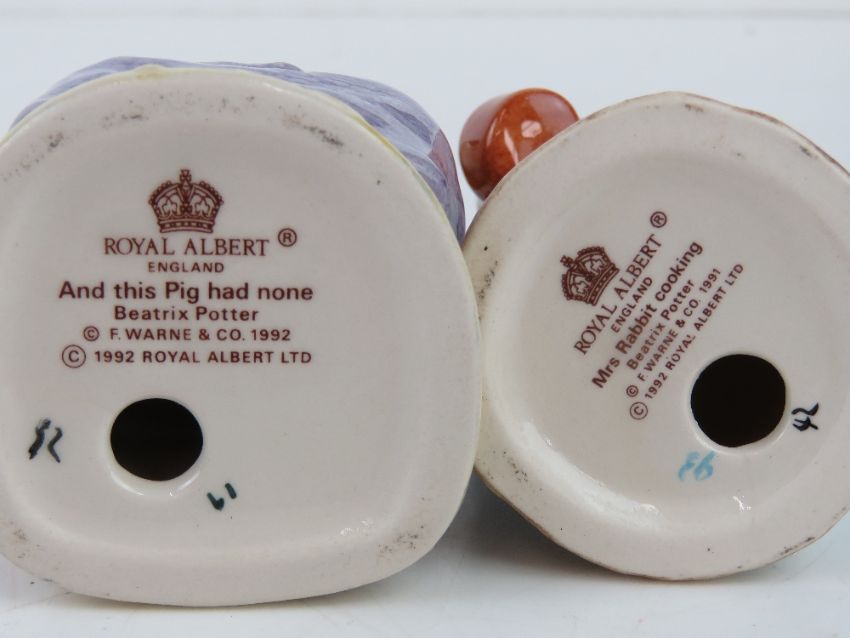 ROYAL ALBERT ®
ENGLAND
And this Pig had none
Beatrix Potter
© F. WARNE & CO. 1992
© 1992 ROYAL ALBERT LTD
ROYAL ALBERT ®
ENGLAND
Mrs Rabbit cooking
Beatrix Potter
© F. WARNE & CO. 1991
© 1992 ROYAL ALBERT LTD